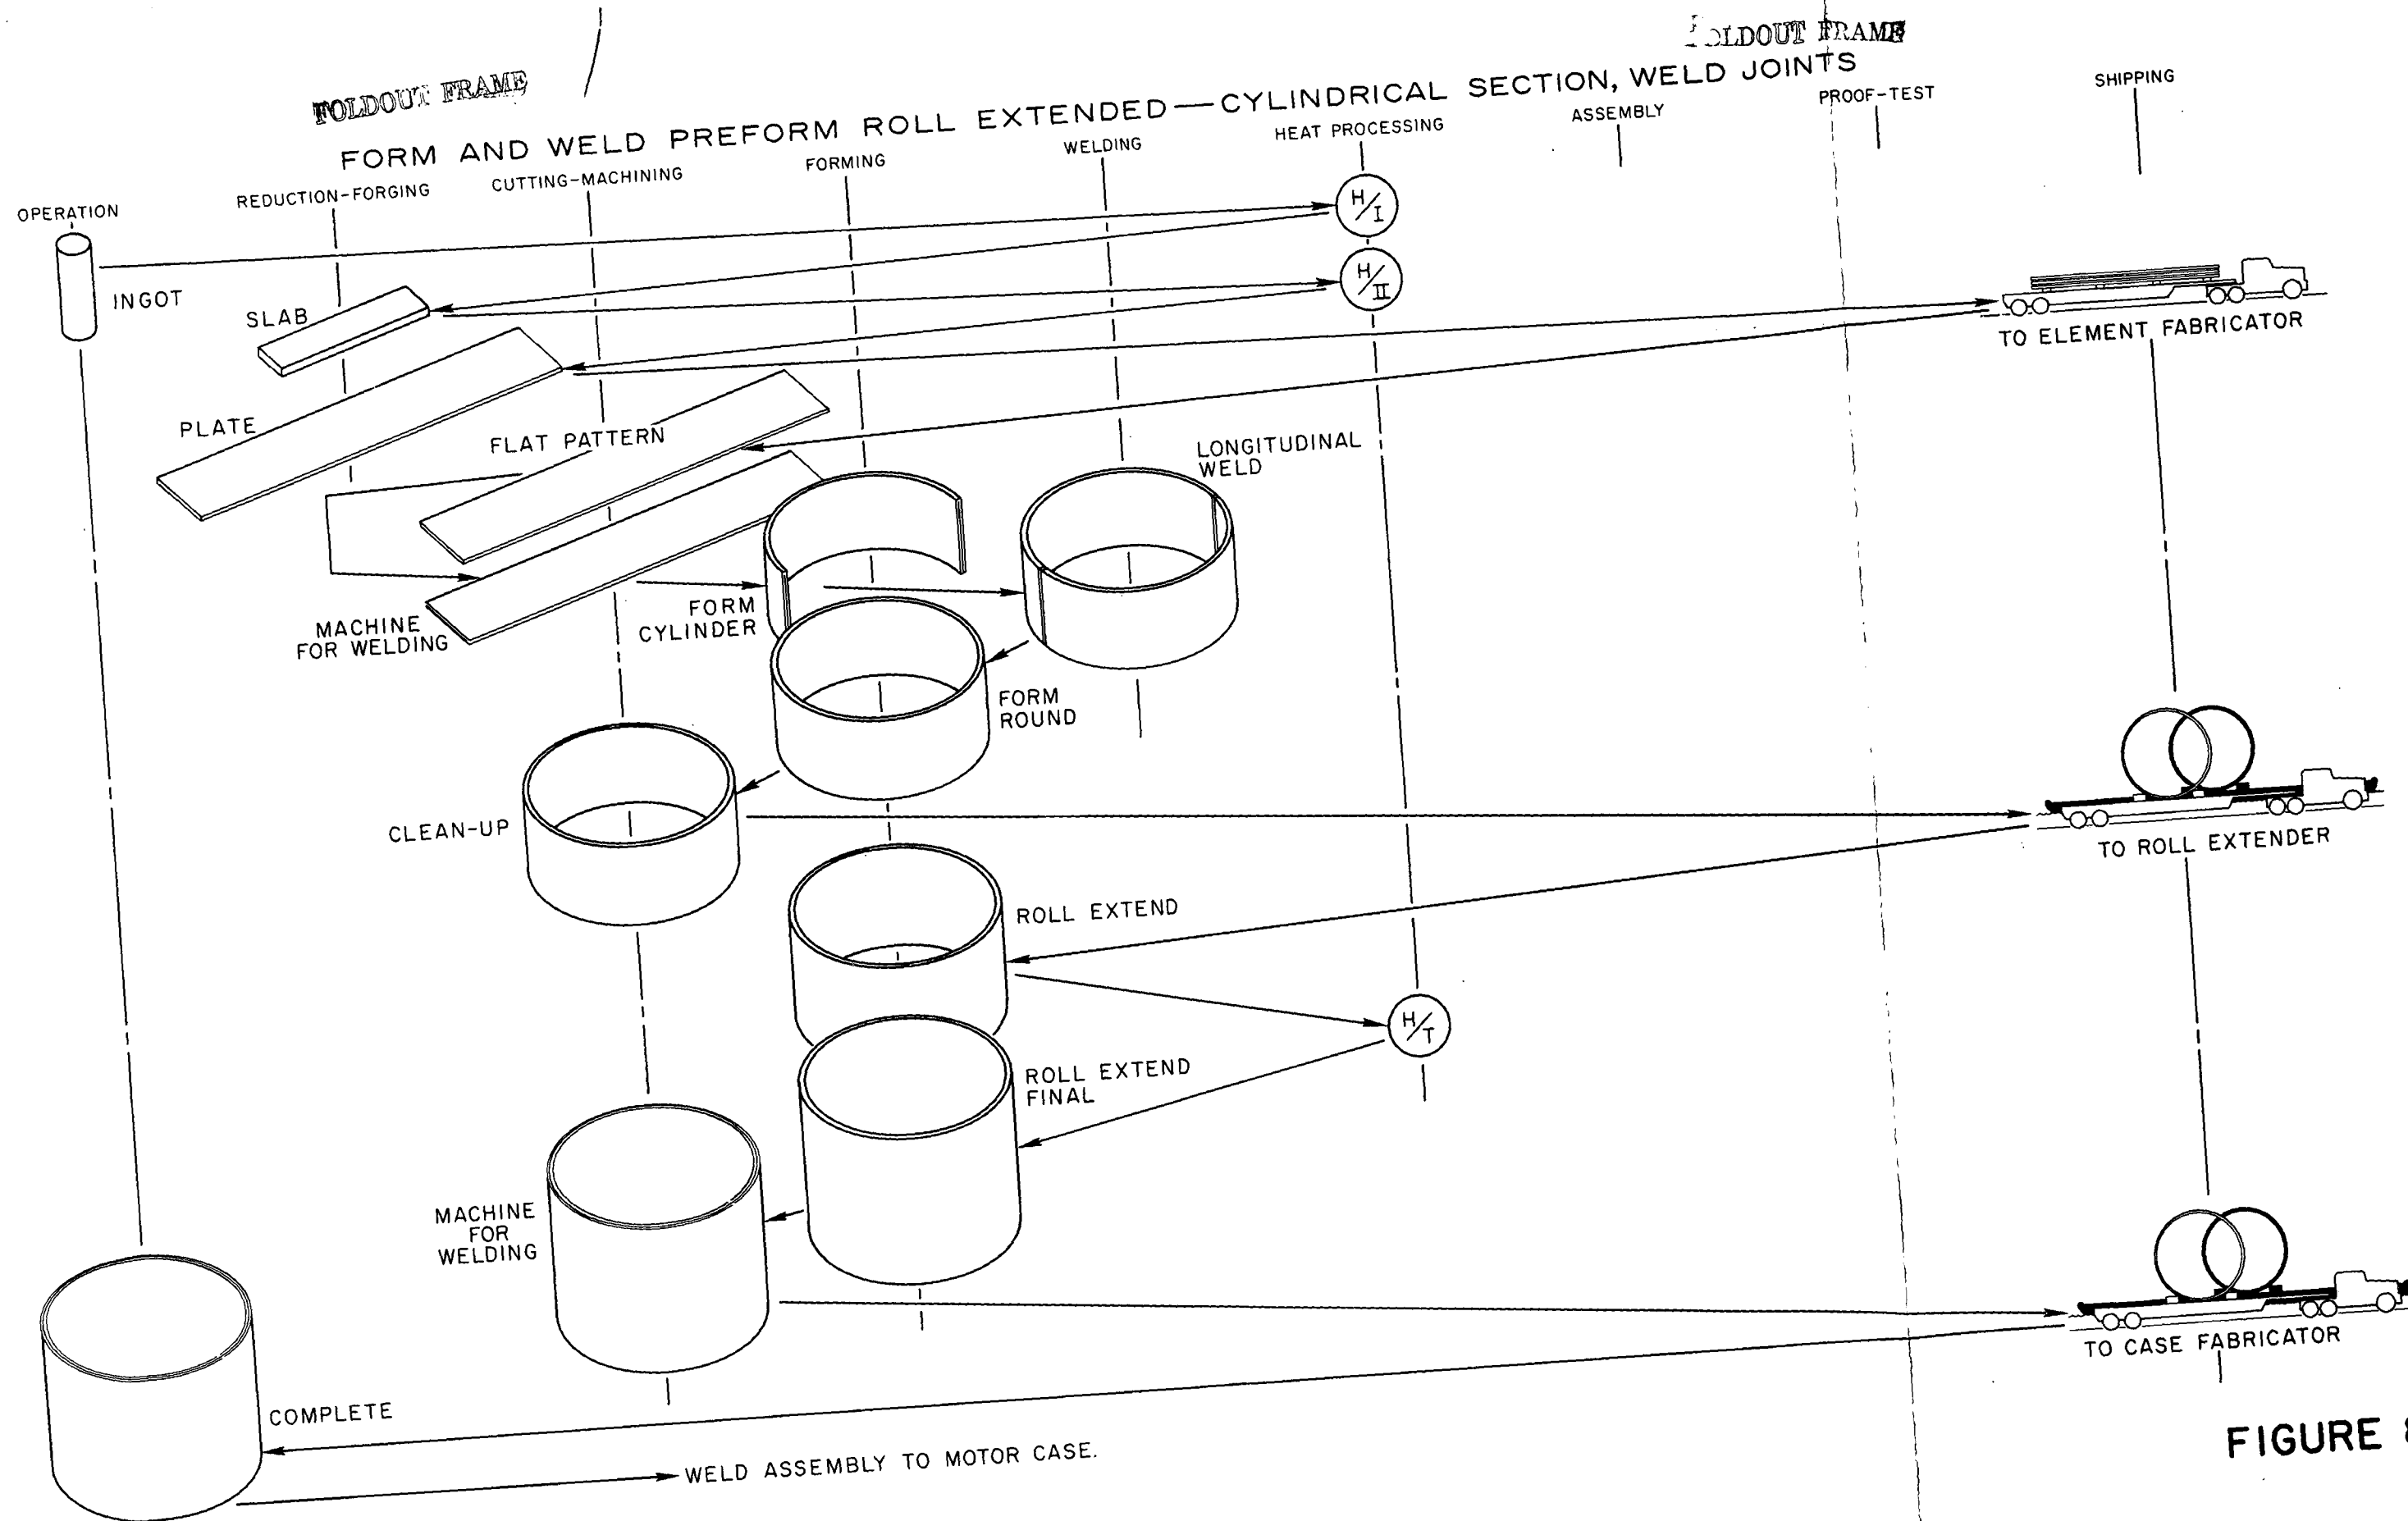 FOLDOUT FRAME
FOLDOUT FRAME
FORM AND WELD PREFORM ROLL EXTENDED—CYLINDRICAL SECTION, WELD JOINTS
OPERATION
REDUCTION-FORGING
CUTTING-MACHINING
FORMING
WELDING
HEAT PROCESSING
ASSEMBLY
PROOF-TEST
SHIPPING
H/I
INGOT
H/II
SLAB
TO ELEMENT FABRICATOR
PLATE
FLAT PATTERN
LONGITUDINAL
WELD
MACHINE
FOR WELDING
FORM
CYLINDER
FORM
ROUND
CLEAN-UP
TO ROLL EXTENDER
ROLL EXTEND
H/T
ROLL EXTEND
FINAL
MACHINE
FOR
WELDING
TO CASE FABRICATOR
COMPLETE
WELD ASSEMBLY TO MOTOR CASE.
FIGURE